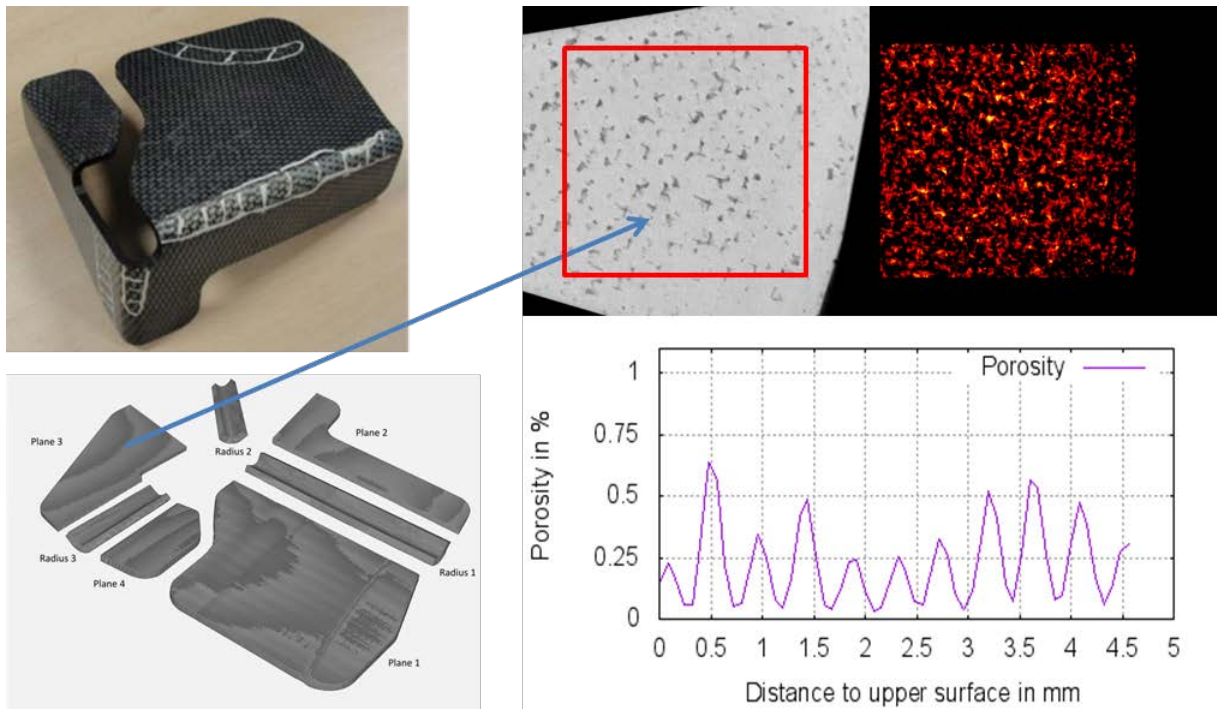 Plane 3
Radius 2
Plane 2
Radius 3
Plane 4
Radius 1
Plane 1
Porosity
Porosity in %
1
0.75
0.5
0.25
0
0 0.5 1 1.5 2 2.5 3 3.5 4 4.5 5
Distance to upper surface in mm